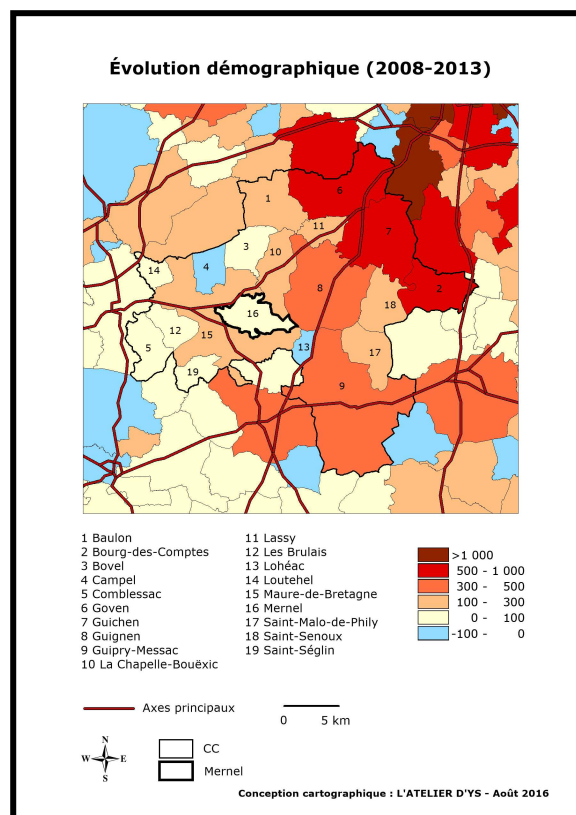 Évolution démographique (2008-2013)
1
6
11
7
3
10
14
4
8
2
16
18
12
15
5
13
17
19
9
1 Baulon
2 Bourg-des-Comptes
3 Bovel
4 Campel
5 Comblessac
6 Goven
7 Guichen
8 Guignen
9 Guipry-Messac
10 La Chapelle-Bouëxic
11 Lassy
12 Les Brulais
13 Lohéac
14 Loutehel
15 Maure-de-Bretagne
16 Mernel
17 Saint-Malo-de-Phily
18 Saint-Senoux
19 Saint-Séglin
>1 000
500 - 1 000
300 - 500
100 - 300
0 - 100
-100 - 0
Axes principaux
0 5 km
N
W E
S
CC
Mernel
Conception cartographique : L'ATELIER D'YS - Août 2016